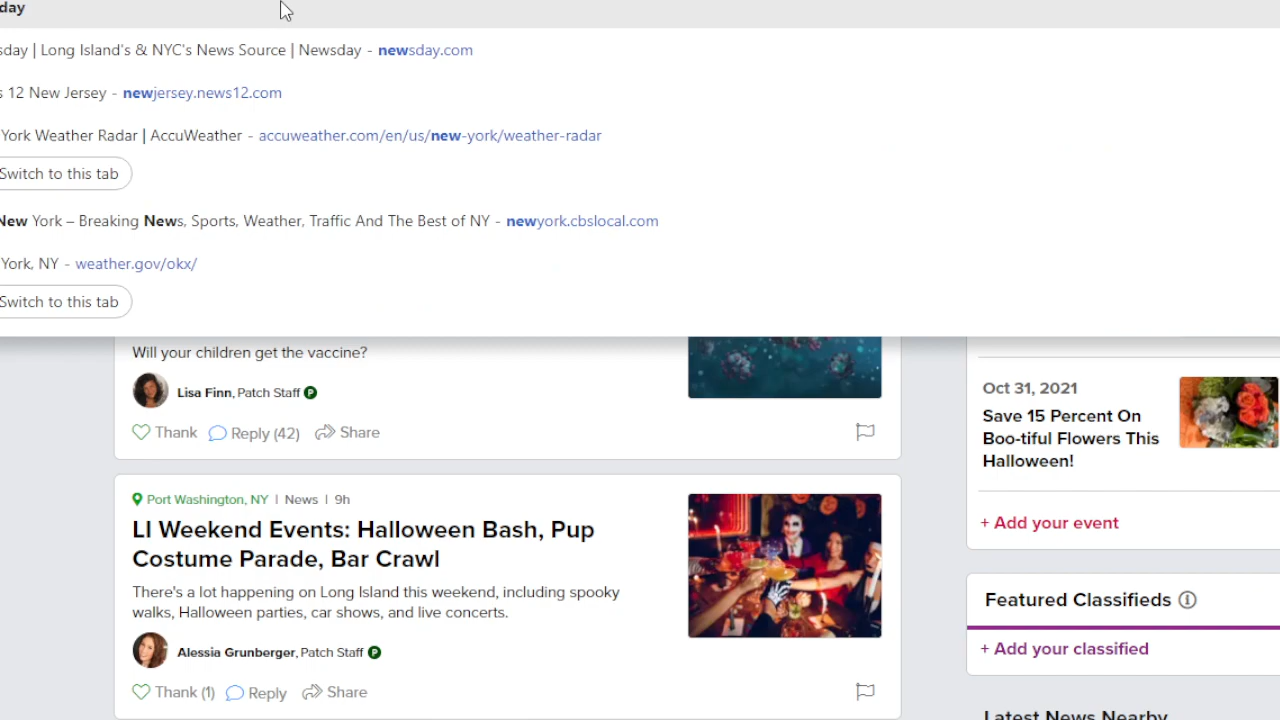 day
sday | Long Island's & NYC's News Source | Newsday - newsday.com
s 12 New Jersey - newjersey.news12.com
York Weather Radar | AccuWeather - accuweather.com/en/us/new-york/weather-radar
Switch to this tab
New York – Breaking News, Sports, Weather, Traffic And The Best of NY - newyork.cbslocal.com
York, NY - weather.gov/okx/
Switch to this tab
Will your children get the vaccine?
Lisa Finn, Patch Staff P
Thank Reply (42) Share
Port Washington, NY | News | 9h
LI Weekend Events: Halloween Bash, Pup
Costume Parade, Bar Crawl
There's a lot happening on Long Island this weekend, including spooky
walks, Halloween parties, car shows, and live concerts.
Alessia Grunberger, Patch Staff P
Thank (1) Reply Share
Oct 31, 2021
Save 15 Percent On
Boo-tiful Flowers This
Halloween!
+ Add your event
Featured Classifieds
+ Add your classified
Latest News Nearby